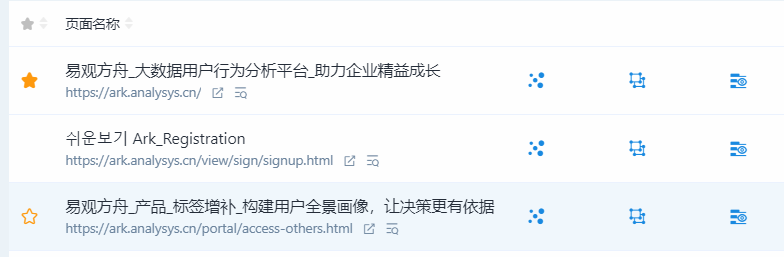 页面名称
易观方舟_大数据用户行为分析平台_助力企业精益成长
https://ark.analysys.cn/
쉬운보기 Ark_Registration
https://ark.analysys.cn/view/sign/signup.html
易观方舟_产品_标签增补_构建用户全景画像，让决策更有依据
https://ark.analysys.cn/portal/access-others.html